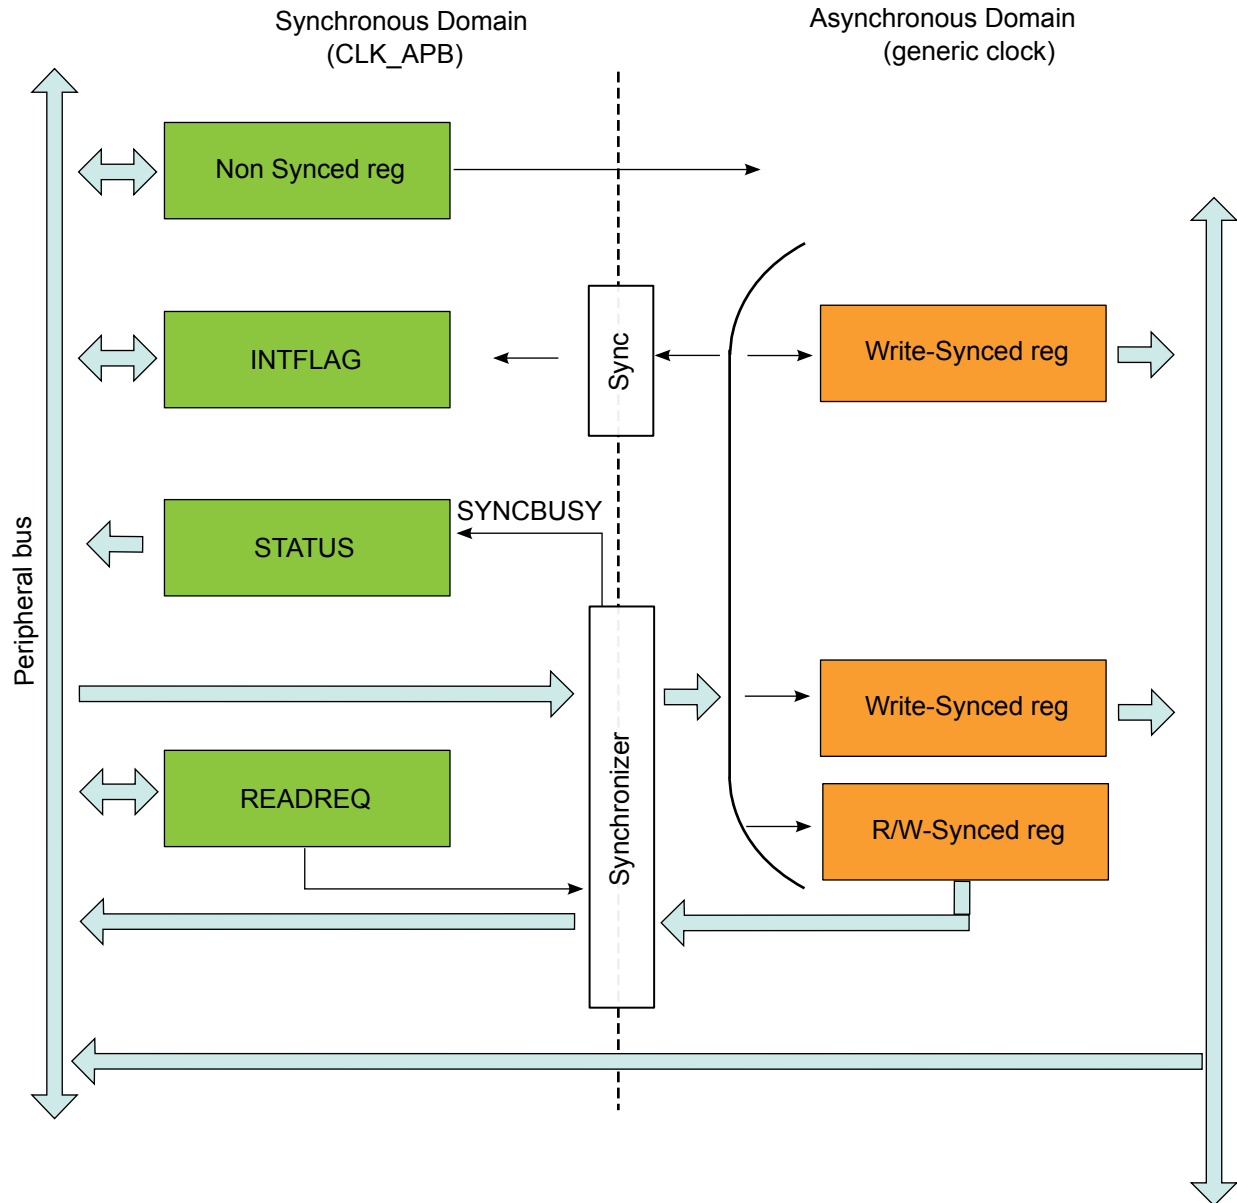 Synchronous Domain
(CLK_APB)
Asynchronous Domain
(generic clock)
Non Synced reg
INTFLAG
Sync
Write-Synced reg
SYNCBUSY
STATUS
Peripheral bus
Write-Synced reg
READREQ
Synchronizer
R/W-Synced reg